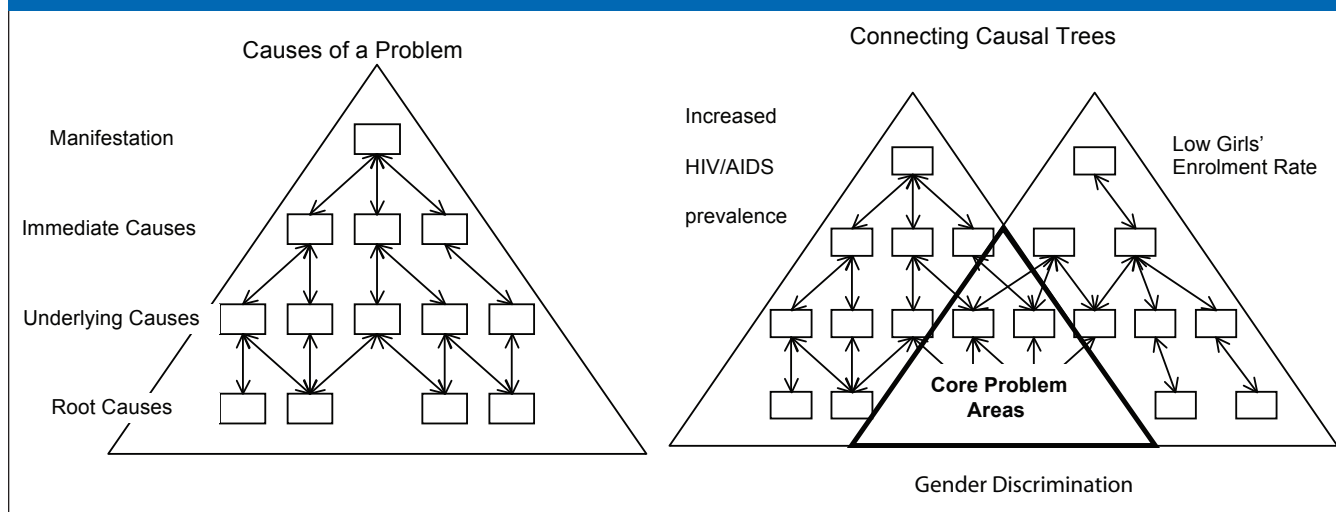 Causes of a Problem
Manifestation
Immediate Causes
Underlying Causes
Root Causes
Connecting Causal Trees
Increased
HIV/AIDS
prevalence
Low Girls'
Enrolment Rate
Core Problem
Areas
Gender Discrimination